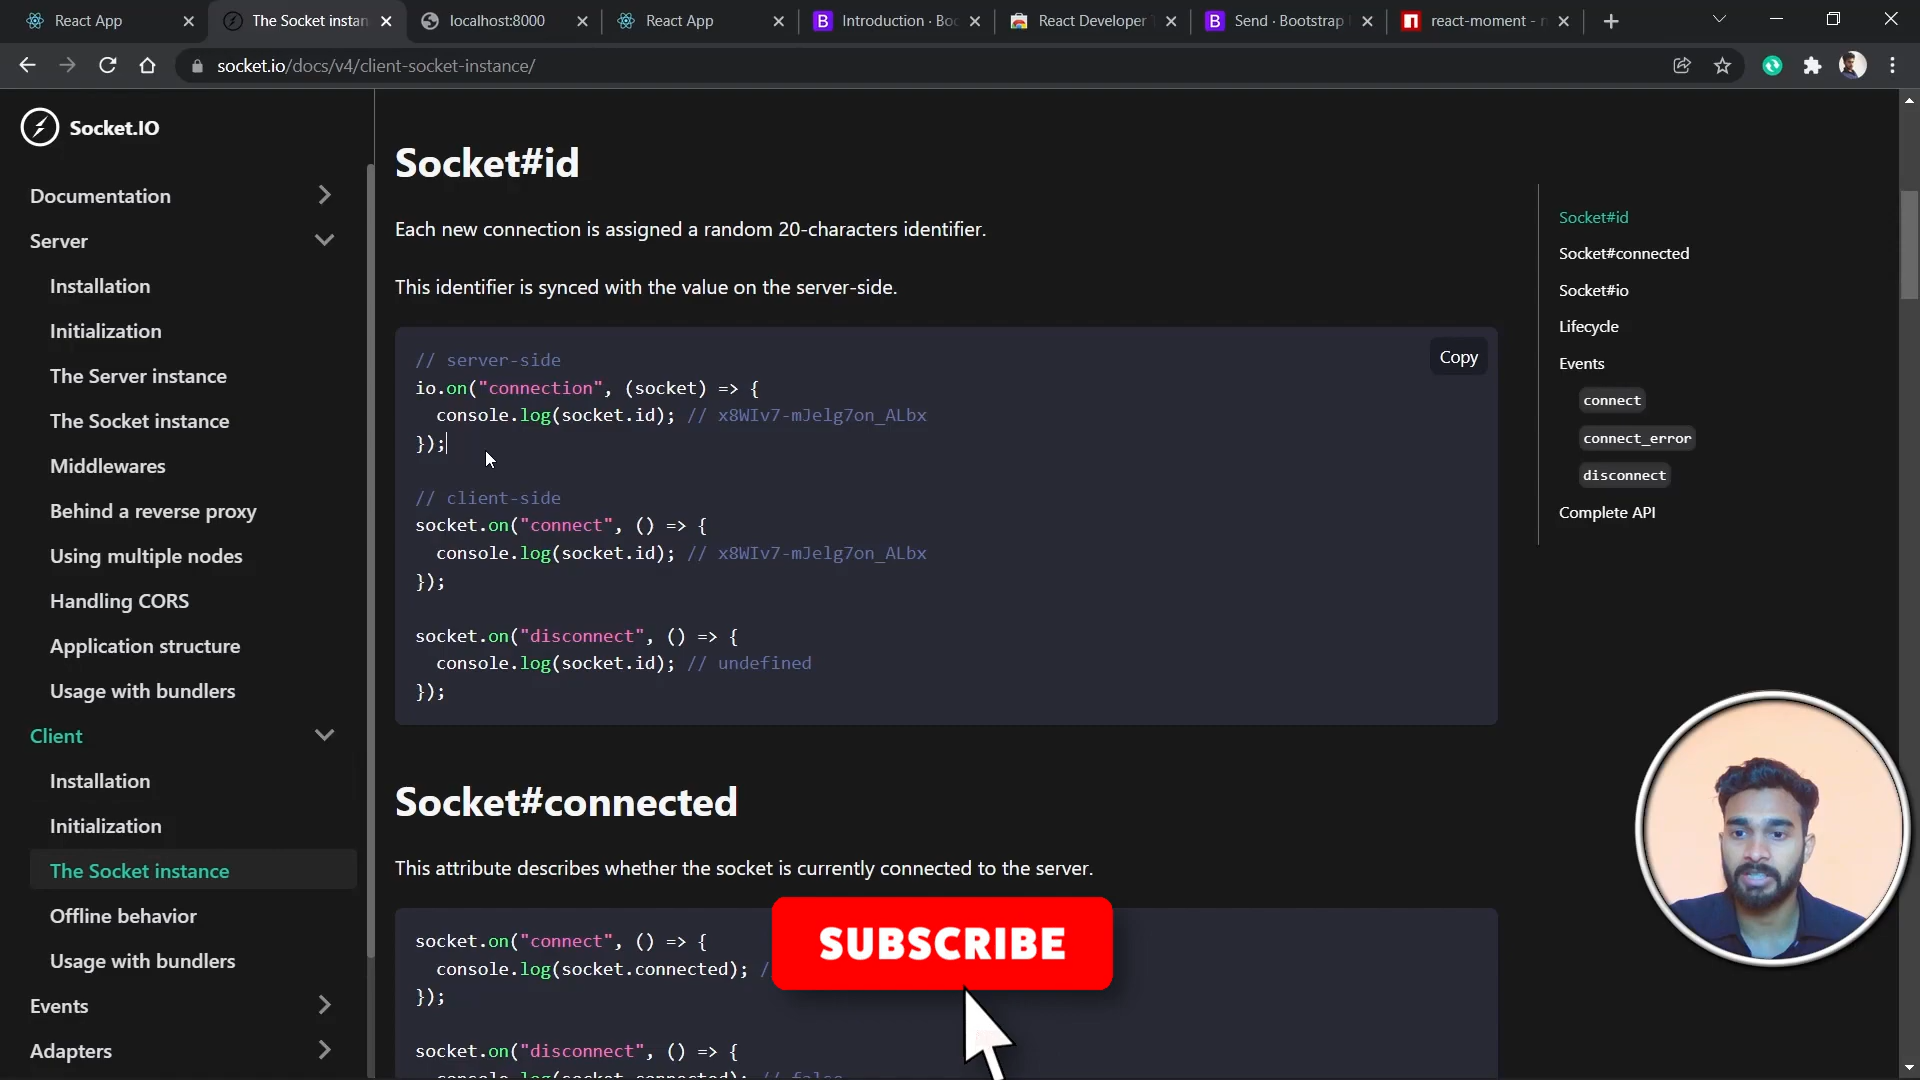 React App
The Socket instan
localhost:8000
React App
Introduction · Boo
React Developer T
Send · Bootstrap
react-moment - n
socket.io/docs/v4/client-socket-instance/
Socket.IO
Documentation
Server
Installation
Initialization
The Server instance
The Socket instance
Middlewares
Behind a reverse proxy
Using multiple nodes
Handling CORS
Application structure
Usage with bundlers
Client
Installation
Initialization
The Socket instance
Offline behavior
Usage with bundlers
Events
Adapters
Socket#id
Each new connection is assigned a random 20-characters identifier.
This identifier is synced with the value on the server-side.
Copy
// server-side
io.on("connection", (socket) => {
console.log(socket.id); // x8WIv7-mJelg7on_ALbx
});
// client-side
socket.on("connect", () => {
console.log(socket.id); // x8WIv7-mJelg7on_ALbx
});
socket.on("disconnect", () => {
console.log(socket.id); // undefined
});
Socket#connected
This attribute describes whether the socket is currently connected to the server.
socket.on("connect", () => {
console.log(socket.connected); /
});
socket.on("disconnect", () => {
console.log(socket.connected); // false
SUBSCRIBE
Socket#id
Socket#connected
Socket#io
Lifecycle
Events
connect
connect_error
disconnect
Complete API